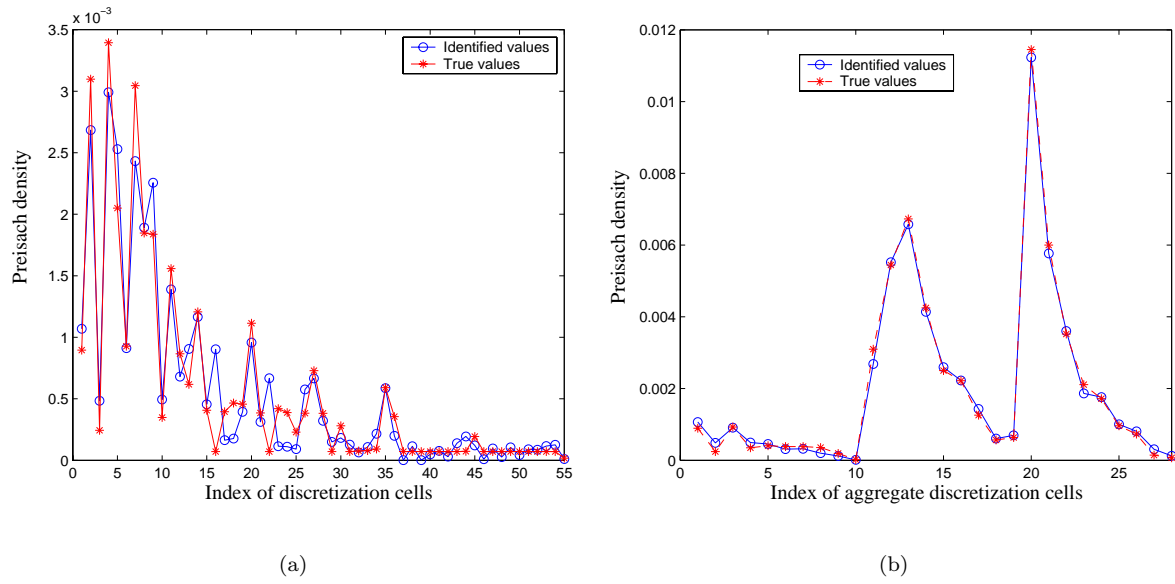 x 10⁻³
3.5
3
2.5
2
1.5
1
0.5
0
Preisach density
Identified values
True values
0 5 10 15 20 25 30 35 40 45 50 55
Index of discretization cells
(a)
0.012
0.01
0.008
0.006
0.004
0.002
0
Preisach density
Identified values
True values
0 5 10 15 20 25
Index of aggregate discretization cells
(b)